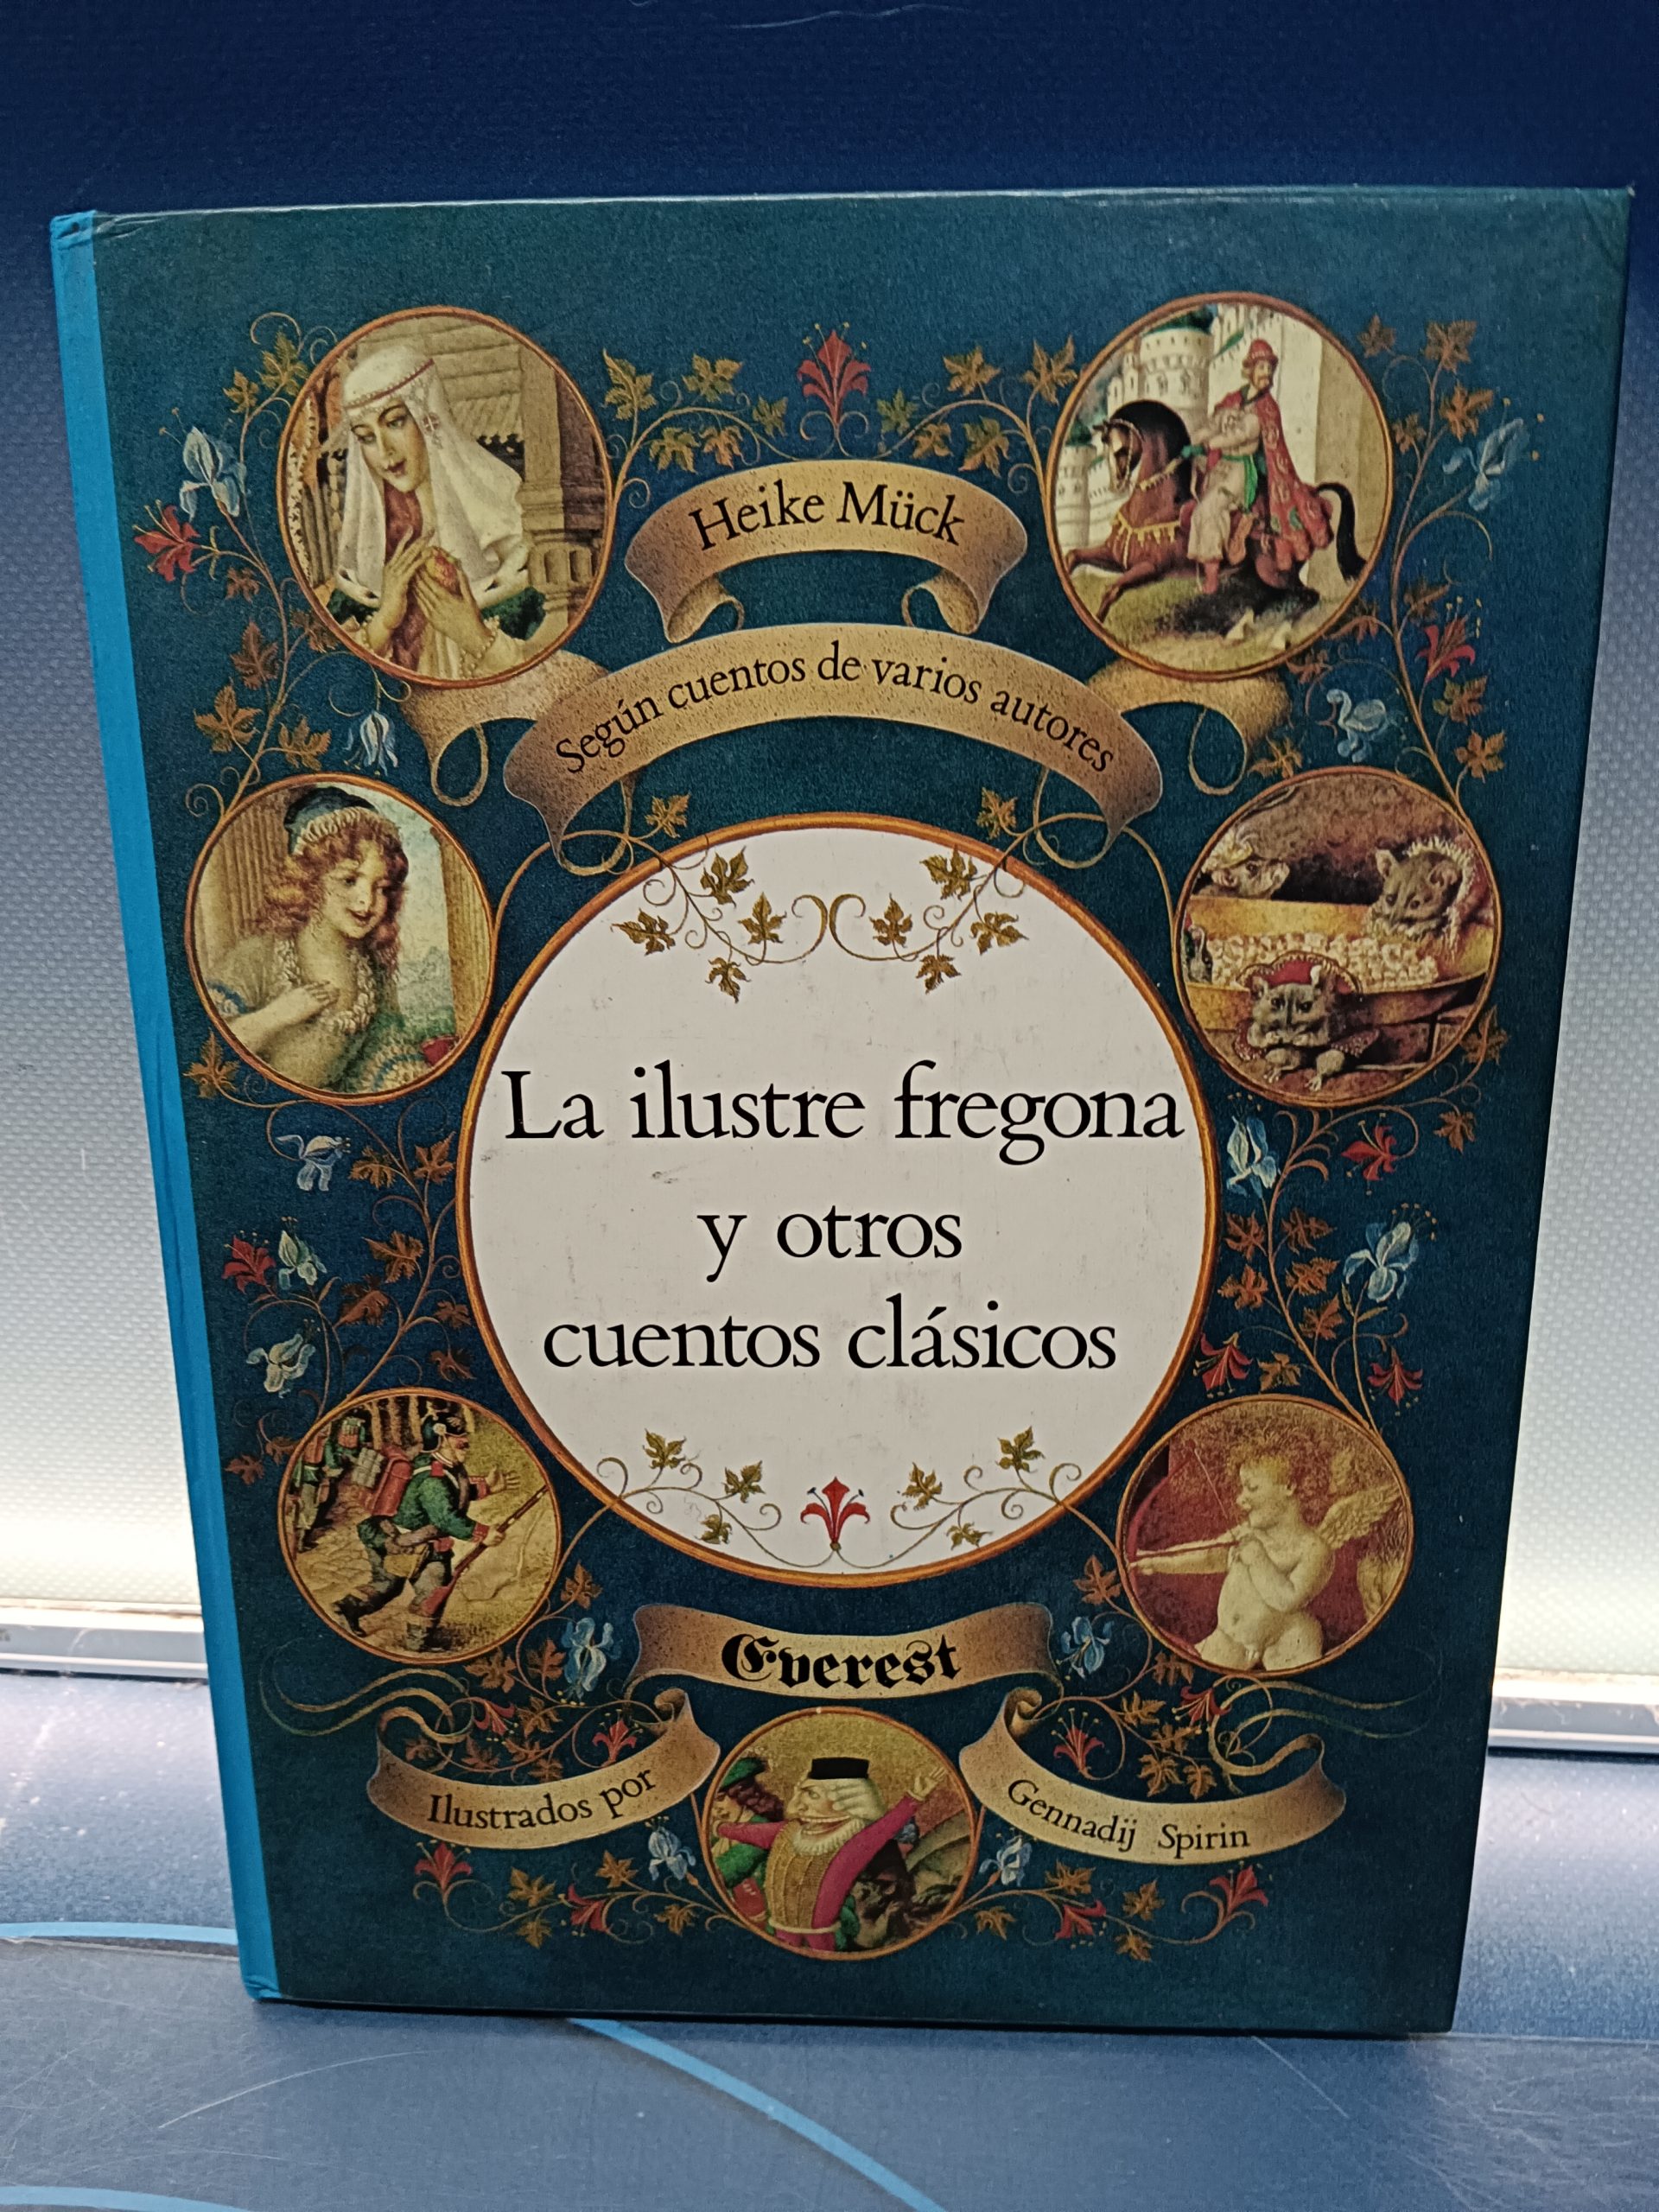 Heike Mück
Según cuentos de varios autores
La ilustre fregona
y otros
cuentos clásicos
Everest
Ilustrados por
Gennadij Spirin